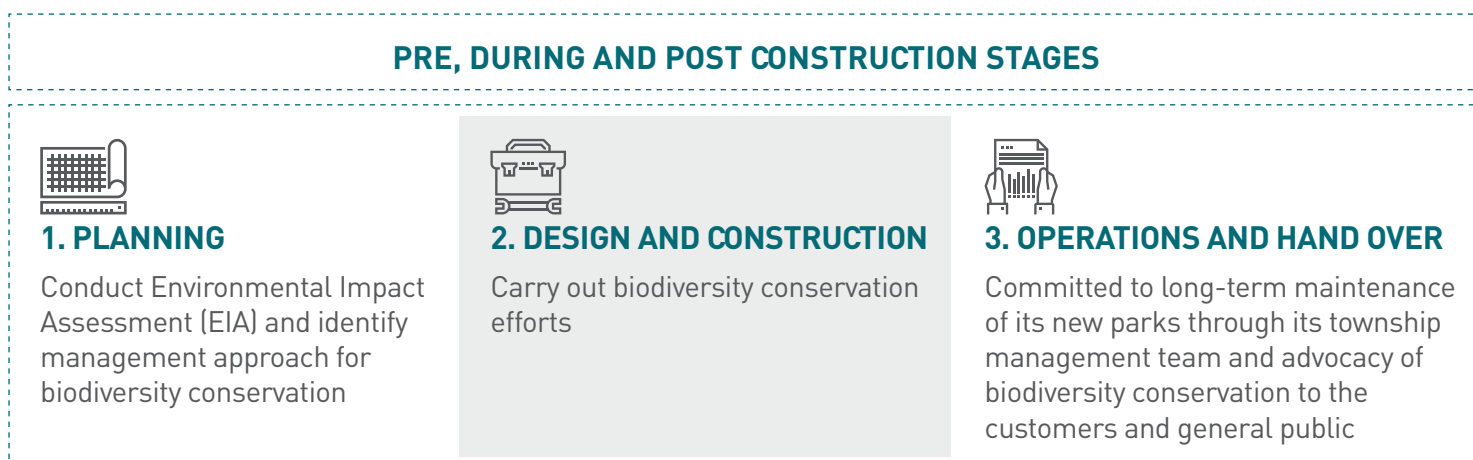 PRE, DURING AND POST CONSTRUCTION STAGES
1. PLANNING
Conduct Environmental Impact
Assessment (EIA) and identify
management approach for
biodiversity conservation
2. DESIGN AND CONSTRUCTION
Carry out biodiversity conservation
efforts
3. OPERATIONS AND HAND OVER
Committed to long-term maintenance
of its new parks through its township
management team and advocacy of
biodiversity conservation to the
customers and general public